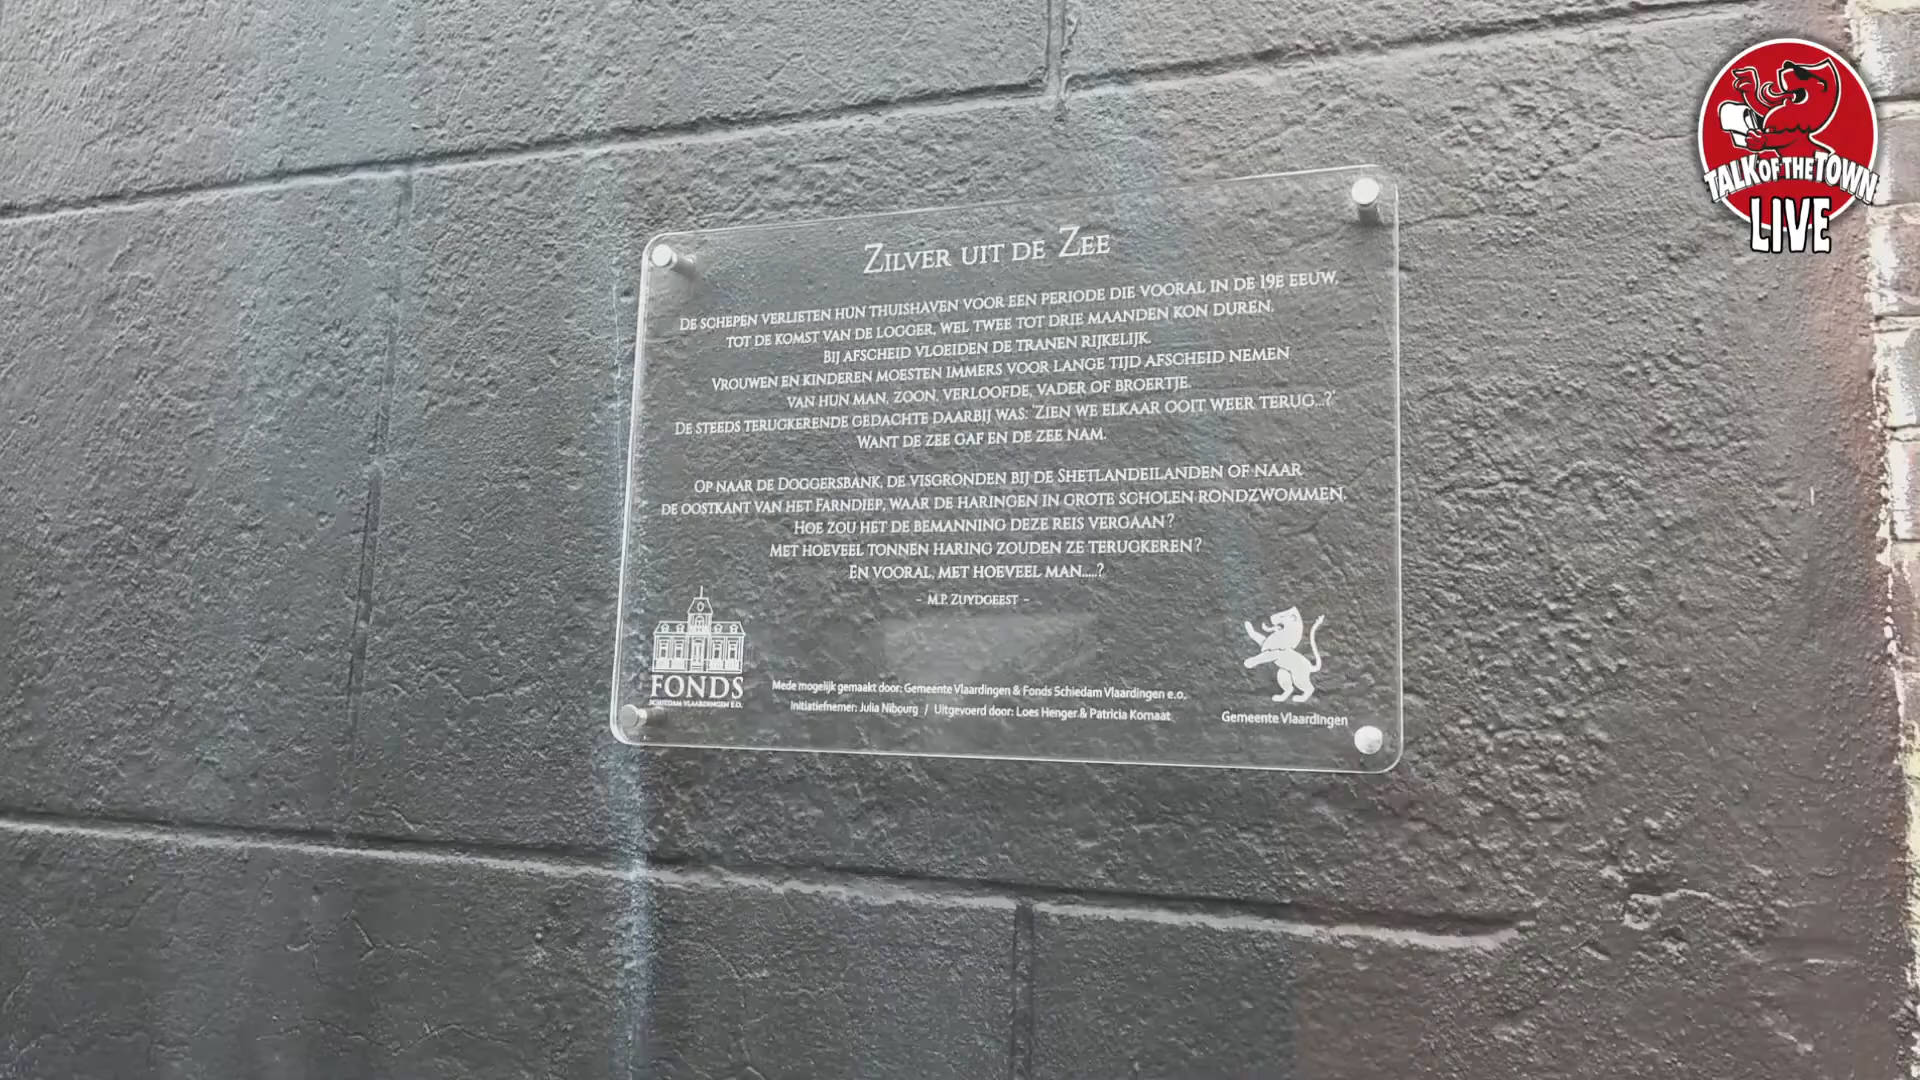 TALK OF THE TOWN
LIVE
ZILVER UIT DE ZEE
DE SCHEPEN VERLIETEN HUN THUISHAVEN VOOR EEN PERIODE DIE VOORAL IN DE 19E EEUW,
TOT DE KOMST VAN DE LOGGER, WEL TWEE TOT DRIE MAANDEN KON DUREN.
BIJ AFSCHEID VLOEIDEN DE TRANEN RIJKELIJK.
VROUWEN EN KINDEREN MOESTEN IMMERS VOOR LANGE TIJD AFSCHEID NEMEN
VAN HUN MAN, ZOON, VERLOOFDE, VADER OF BROERTJE.
DE STEEDS TERUGKERENDE GEDACHTE DAARBIJ WAS: 'ZIEN WE ELKAAR OOIT WEER TERUG...?'
WANT DE ZEE GAF EN DE ZEE NAM.
OP NAAR DE DOGGERSBANK, DE VISGRONDEN BIJ DE SHETLANDEILANDEN OF NAAR
DE OOSTKANT VAN HET FARNDIEP, WAAR DE HARINGEN IN GROTE SCHOLEN RONDZWOMMEN.
HOE ZOU HET DE BEMANNING DEZE REIS VERGAAN?
MET HOEVEEL TONNEN HARING ZOUDEN ZE TERUGKEREN?
EN VOORAL, MET HOEVEEL MAN.....?
- M.P. ZUYDGEEST -
FONDS
SCHIEDAM VLAARDINGEN E.O.
Mede mogelijk gemaakt door: Gemeente Vlaardingen & Fonds Schiedam Vlaardingen e.o.
Initiatiefnemer: Julia Nibourg / Uitgevoerd door: Loes Henger & Patricia Kornaat
Gemeente Vlaardingen